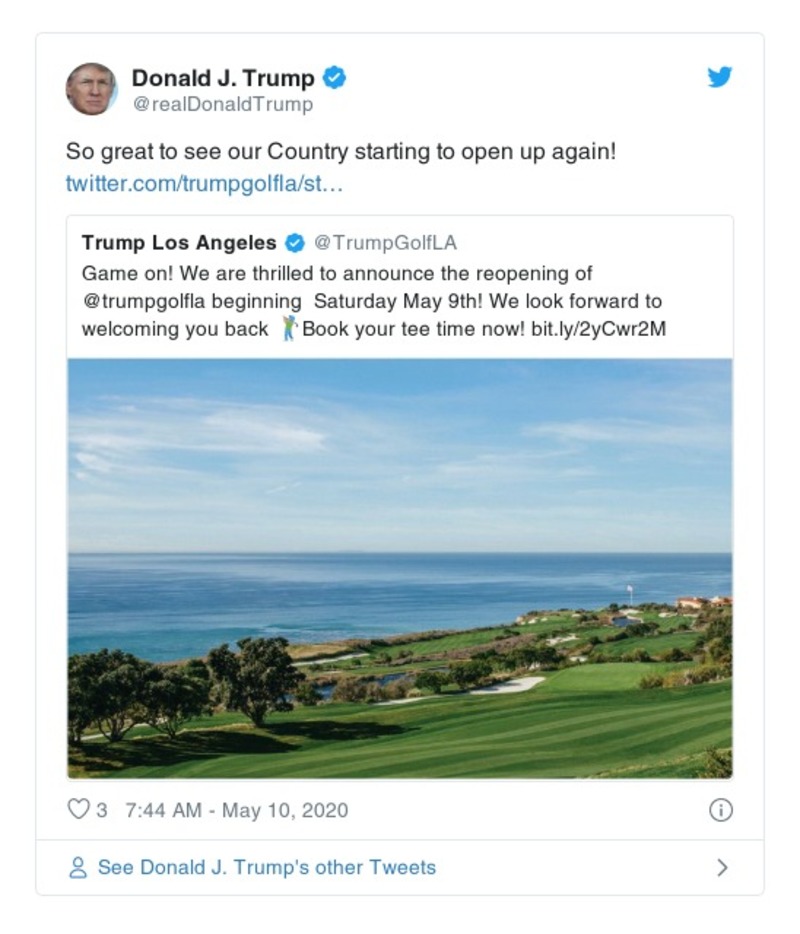 Donald J. Trump
@realDonaldTrump
So great to see our Country starting to open up again!
twitter.com/trumpgolfla/st…
Trump Los Angeles @TrumpGolfLA
Game on! We are thrilled to announce the reopening of
@trumpgolfla beginning  Saturday May 9th! We look forward to
welcoming you back 🏌Book your tee time now! bit.ly/2yCwr2M
3 7:44 AM - May 10, 2020
See Donald J. Trump's other Tweets